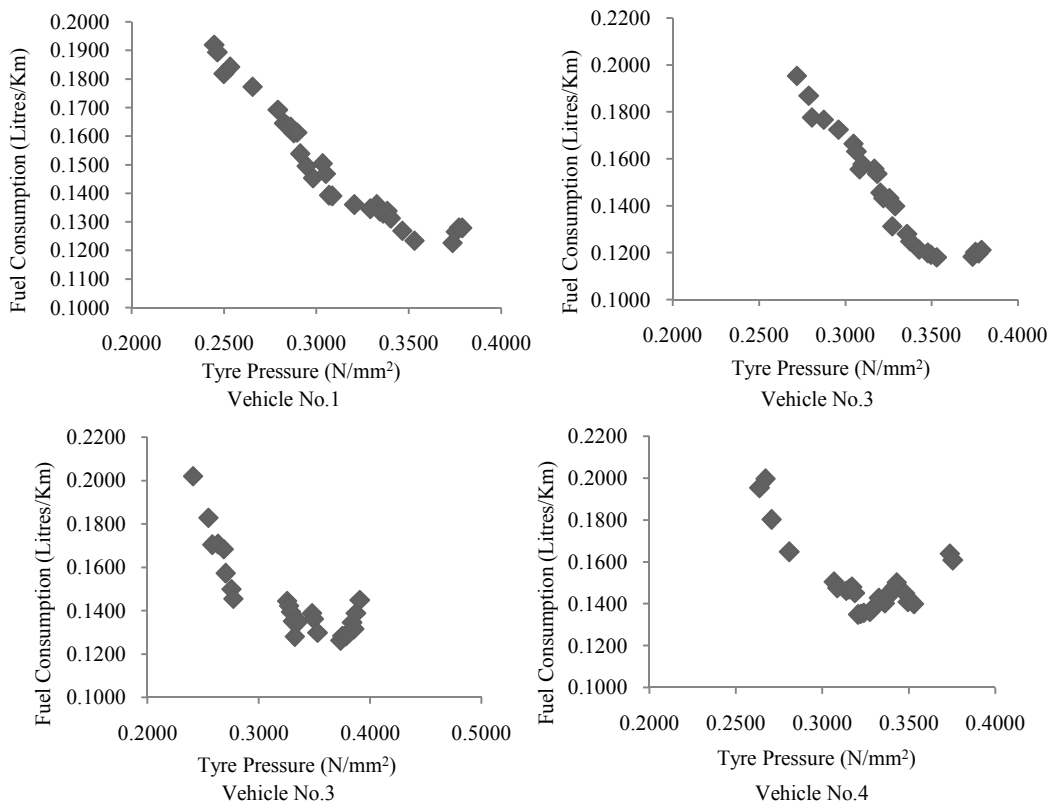 Fuel Consumption (Litres/Km)
0.2000
0.1900
0.1800
0.1700
0.1600
0.1500
0.1400
0.1300
0.1200
0.1100
0.1000
0.2000 0.2500 0.3000 0.3500 0.4000
Tyre Pressure (N/mm²)
Vehicle No.1
Fuel Consumption (Litres/Km)
0.2200
0.2000
0.1800
0.1600
0.1400
0.1200
0.1000
0.2000 0.2500 0.3000 0.3500 0.4000
Tyre Pressure (N/mm²)
Vehicle No.3
Fuel Consumption (Litres/Km)
0.2200
0.2000
0.1800
0.1600
0.1400
0.1200
0.1000
0.2000 0.3000 0.4000 0.5000
Tyre Pressure (N/mm²)
Vehicle No.3
Fuel Consumption (Litres/Km)
0.2200
0.2000
0.1800
0.1600
0.1400
0.1200
0.1000
0.2000 0.2500 0.3000 0.3500 0.4000
Tyre Pressure (N/mm²)
Vehicle No.4